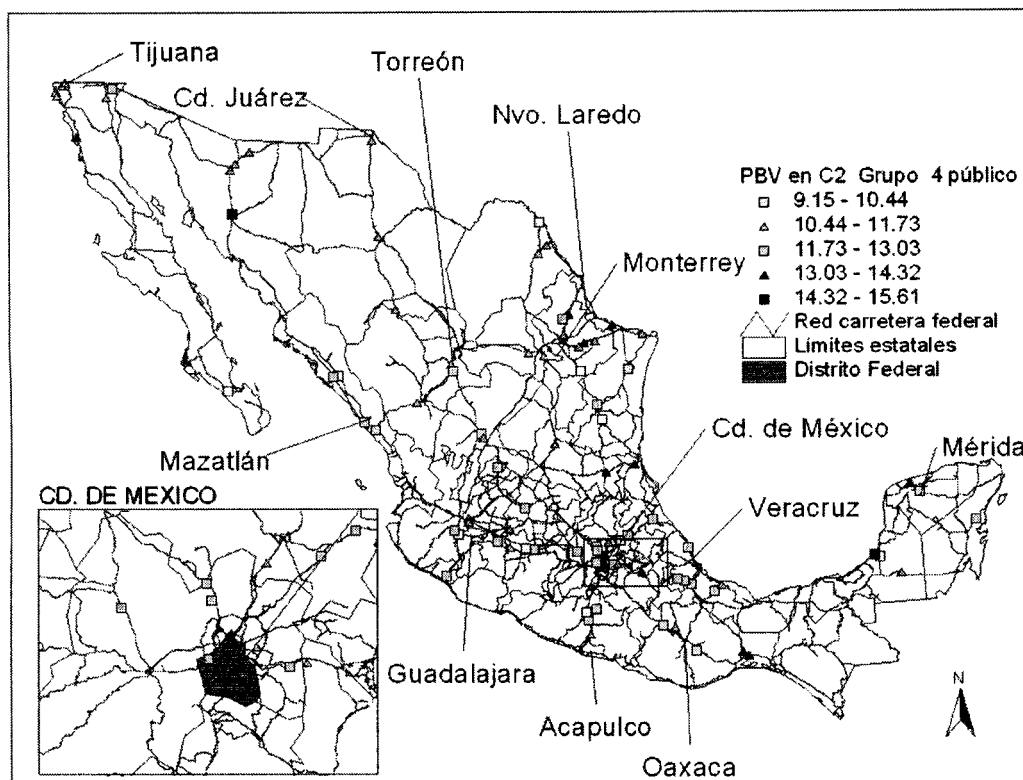 Tijuana
Torreón
Cd. Juárez
Nvo. Laredo
PBV en C2 Grupo 4 público
9.15 - 10.44
10.44 - 11.73
11.73 - 13.03
13.03 - 14.32
14.32 - 15.61
Red carretera federal
Límites estatales
Distrito Federal
Monterrey
Cd. de México
Mérida
Mazatlán
Veracruz
CD. DE MEXICO
Guadalajara
Acapulco
Oaxaca
N